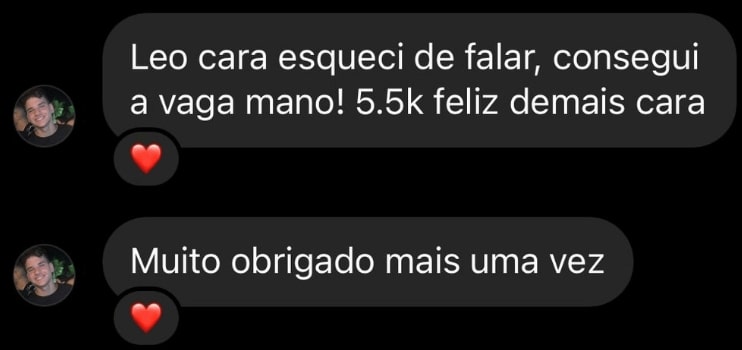 Leo cara esqueci de falar, consegui
a vaga mano! 5.5k feliz demais cara
Muito obrigado mais uma vez